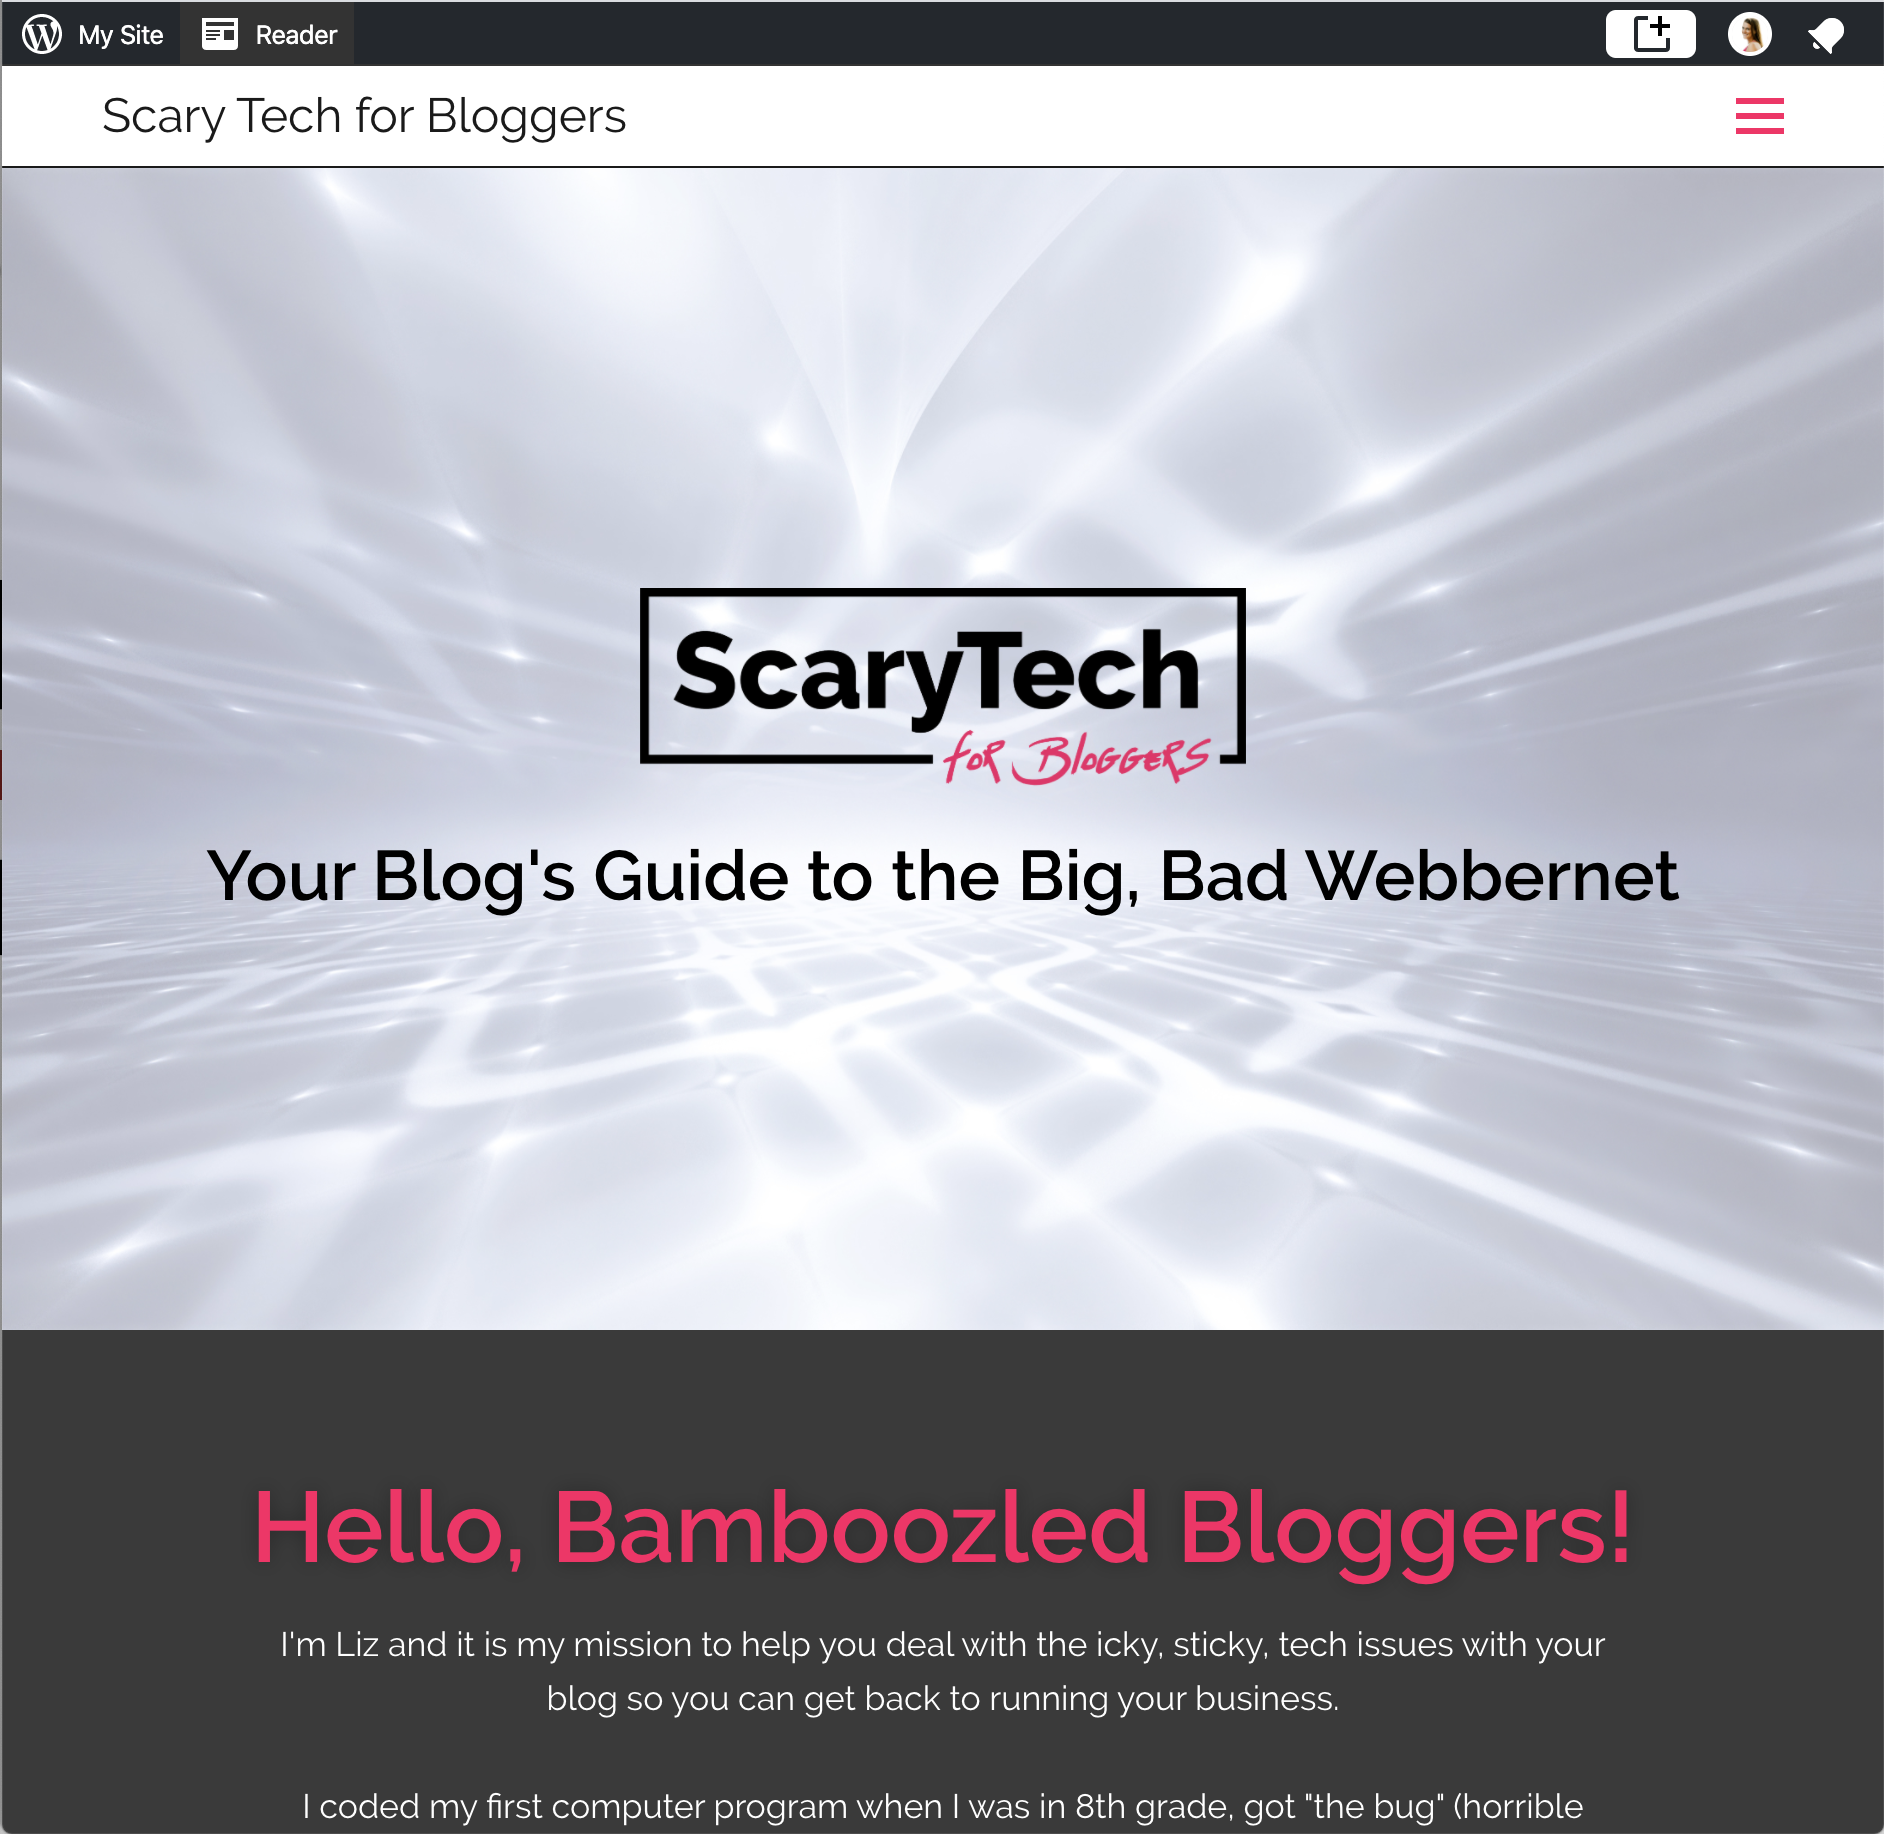 My Site Reader
Scary Tech for Bloggers
ScaryTech
for Bloggers
Your Blog's Guide to the Big, Bad Webbernet
Hello, Bamboozled Bloggers!
I'm Liz and it is my mission to help you deal with the icky, sticky, tech issues with your
blog so you can get back to running your business.
I coded my first computer program when I was in 8th grade, got "the bug" (horrible